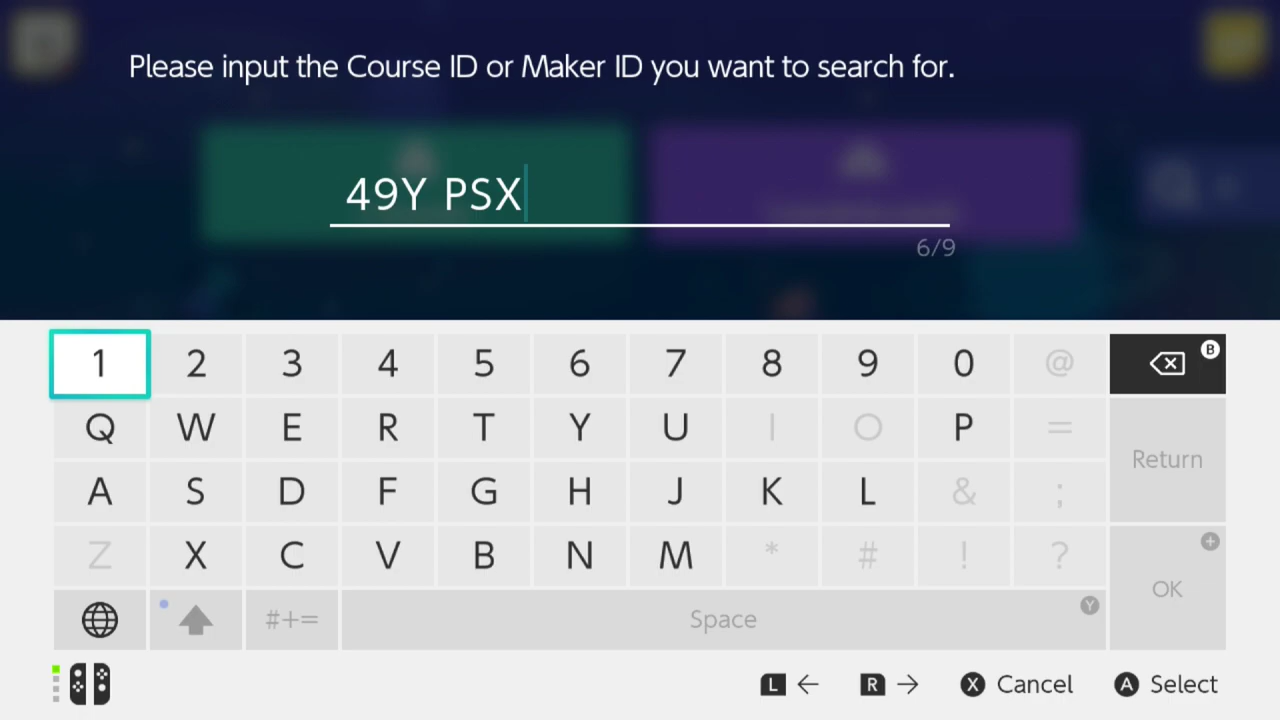 Please input the Course ID or Maker ID you want to search for.
49Y PSX
6/9
1 2 3 4 5 6 7 8 9 0 @ B
Q W E R T Y U I O P =
Return
A S D F G H J K L & ;
Z X C V B N M * # ! ?
OK
#+= Space Y
L ← R → X Cancel A Select